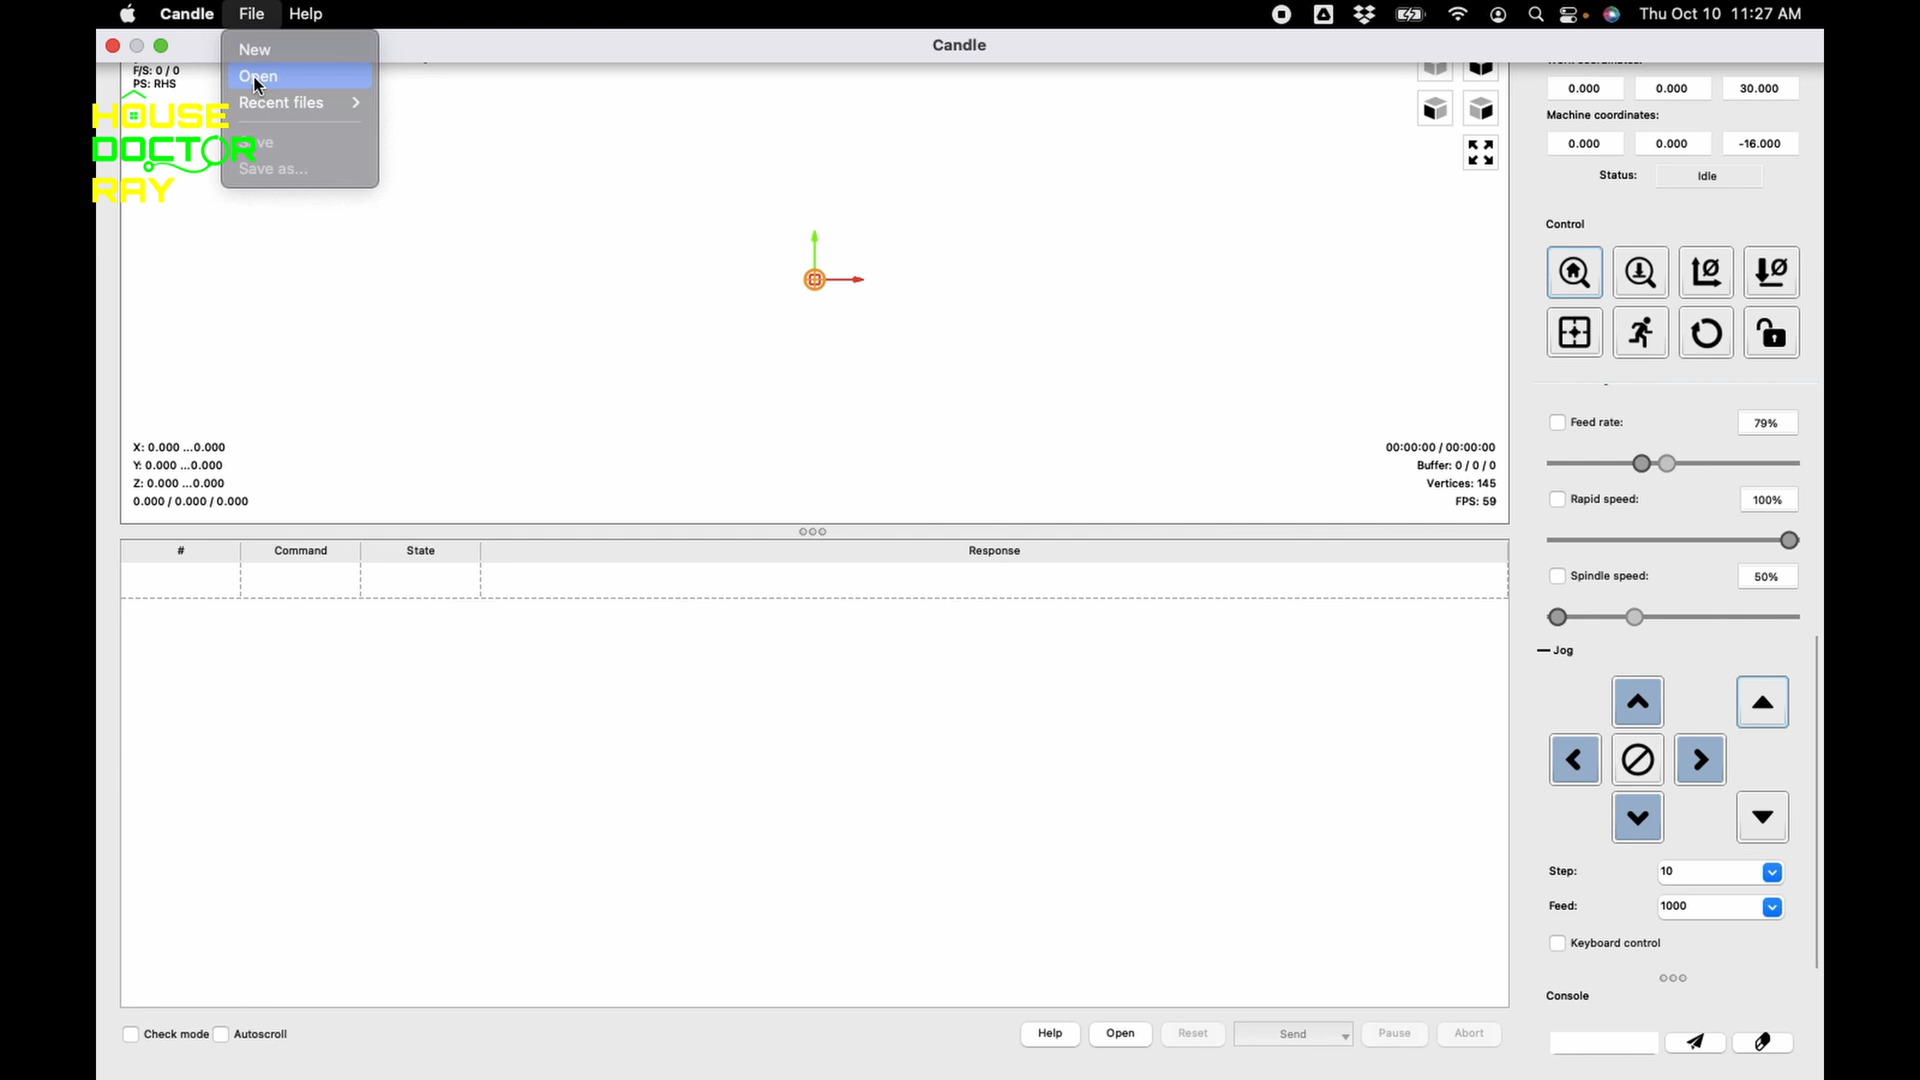 Candle File Help Thu Oct 10 11:27 AM
Candle
New
Open
Recent files
Save
Save as...
F/S: 0 / 0
PS: RHS
HOUSE
DOCTOR
RAY
0.000 0.000 30.000
Machine coordinates:
0.000 0.000 -16.000
Status: Idle
Control
Feed rate: 79%
Rapid speed: 100%
Spindle speed: 50%
X: 0.000 ...0.000
Y: 0.000 ...0.000
Z: 0.000 ...0.000
0.000 / 0.000 / 0.000
00:00:00 / 00:00:00
Buffer: 0 / 0 / 0
Vertices: 145
FPS: 59
# Command State Response
Jog
Step: 10
Feed: 1000
Keyboard control
Console
Check mode Autoscroll Help Open Reset Send Pause Abort